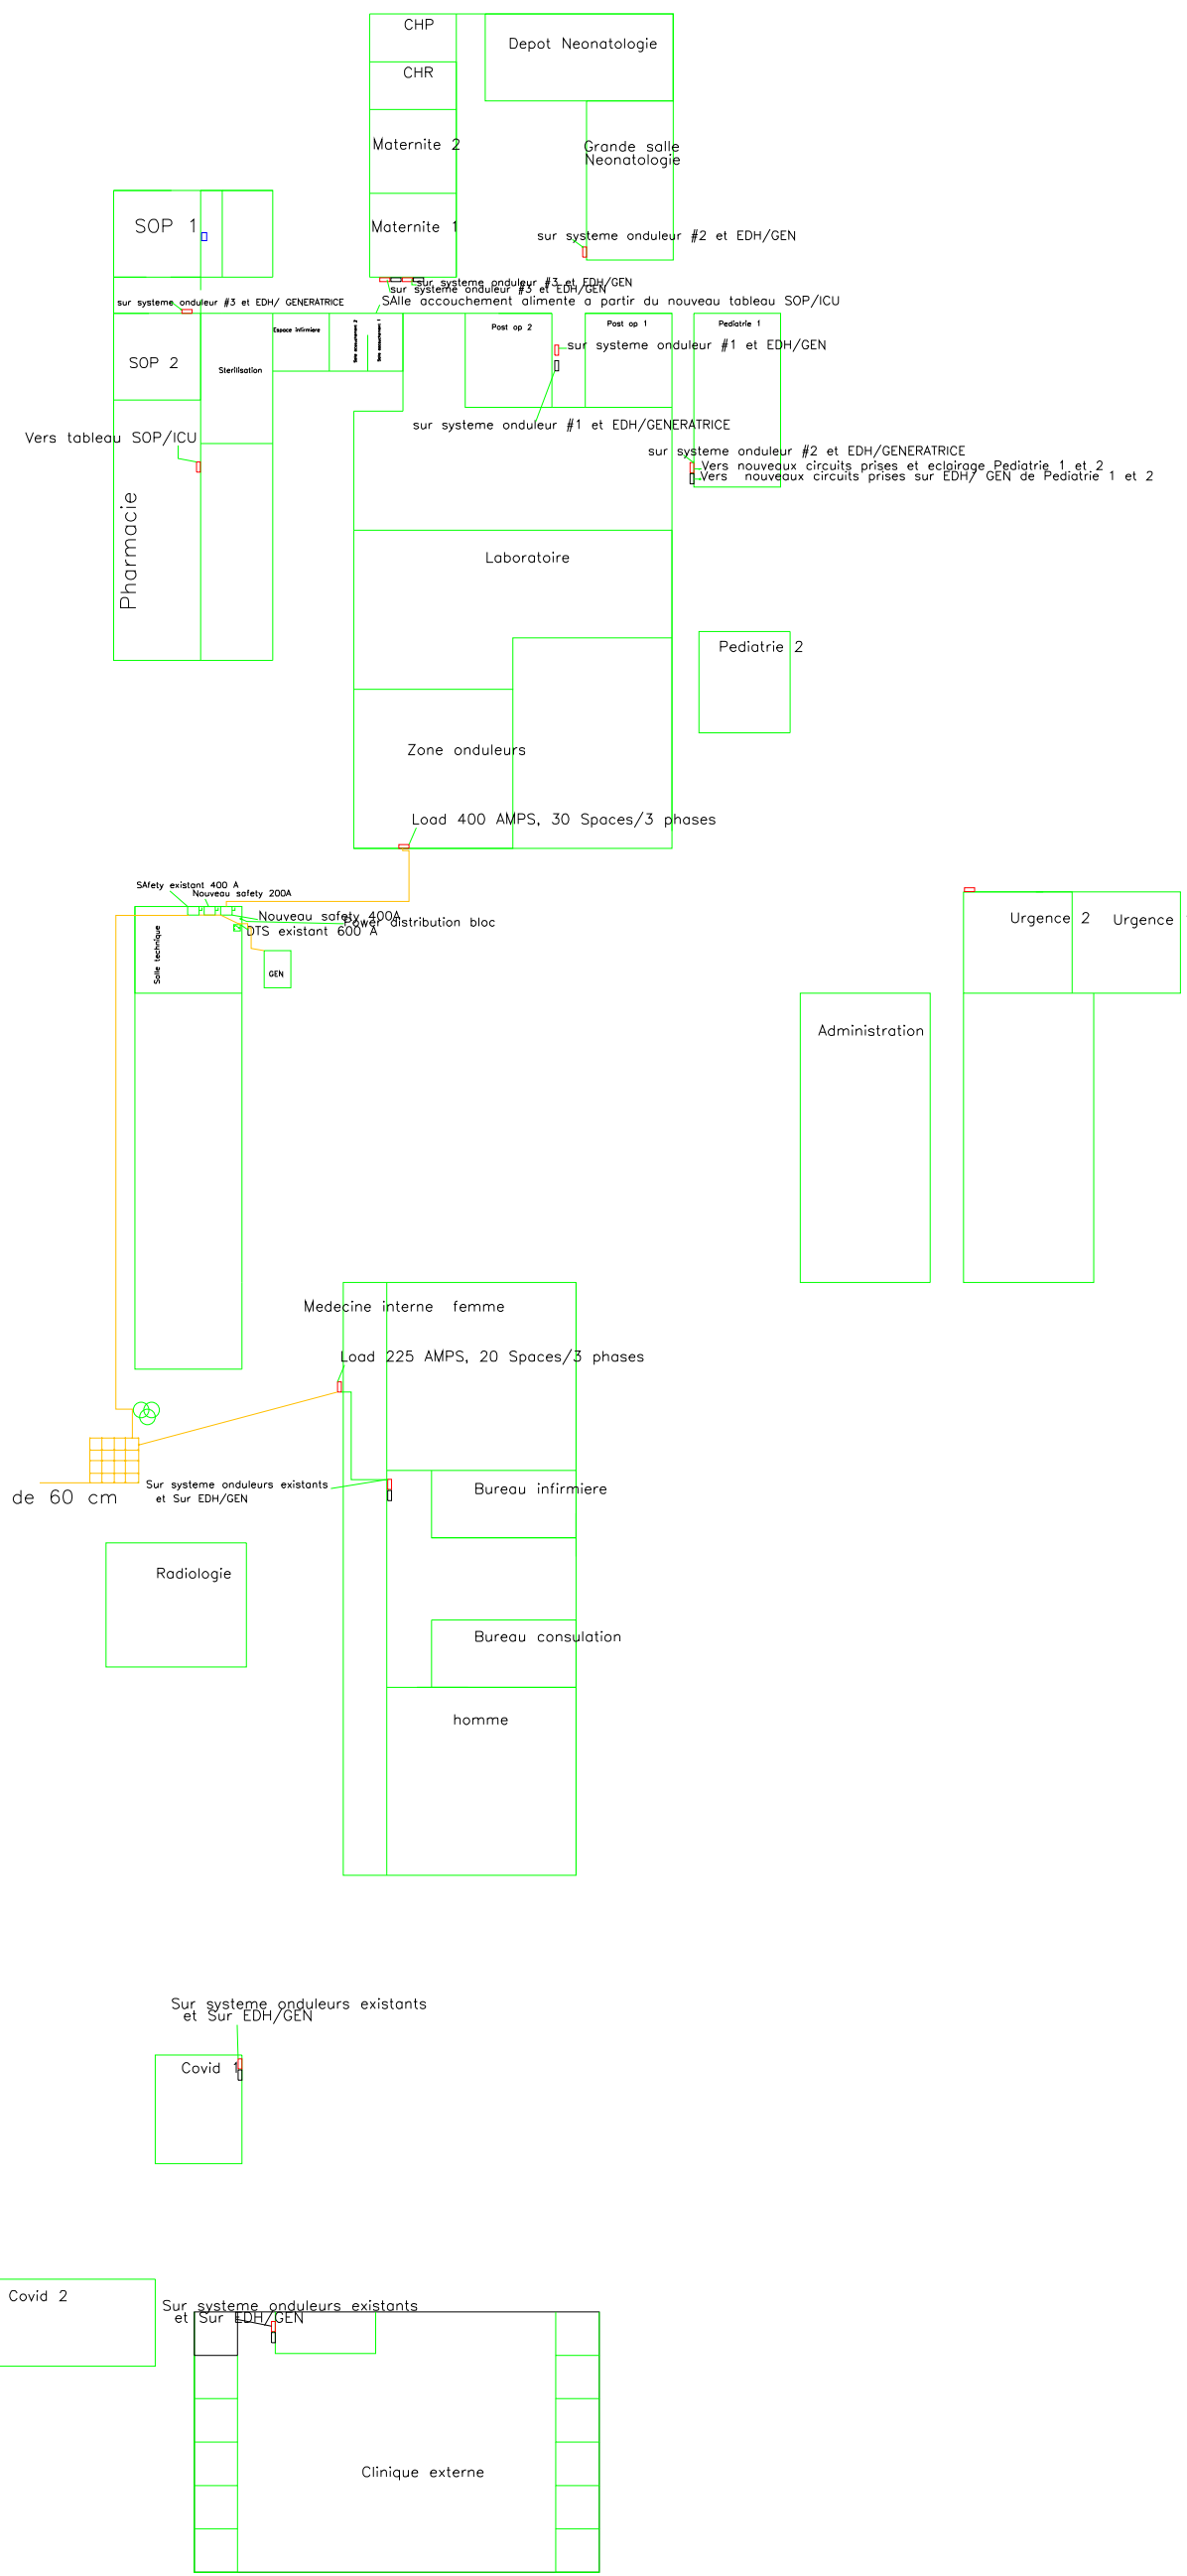 CHP
Depot Neonatologie
CHR
Maternite 2
Grande salle
Neonatologie
SOP 1
Maternite 1
sur systeme onduleur #2 et EDH/GEN
sur systeme onduleur #3 et EDH/GEN
sur systeme onduleur #3 et EDH/GEN
sur systeme onduleur #3 et EDH/ GENERATRICE
SAlle accouchement alimente a partir du nouveau tableau SOP/ICU
Espace infirmiere
Salle accouchement 2
Salle accouchement 1
Post op 2
Post op 1
Pediatrie 1
sur systeme onduleur #1 et EDH/GEN
SOP 2
Sterilisation
sur systeme onduleur #1 et EDH/GENERATRICE
Vers tableau SOP/ICU
sur systeme onduleur #2 et EDH/GENERATRICE
Vers nouveaux circuits prises et eclairage Pediatrie 1 et 2
Vers nouveaux circuits prises sur EDH/ GEN de Pediatrie 1 et 2
Pharmacie
Laboratoire
Pediatrie 2
Zone onduleurs
Load 400 AMPS, 30 Spaces/3 phases
SAfety existant 400 A
Nouveau safety 200A
Nouveau safety 400A
Power distribution bloc
DTS existant 600 A
Salle technique
GEN
Urgence 2
Urgence
Administration
Medecine interne femme
Load 225 AMPS, 20 Spaces/3 phases
Sur systeme onduleurs existants
et Sur EDH/GEN
de 60 cm
Bureau infirmiere
Radiologie
Bureau consulation
homme
Sur systeme onduleurs existants
et Sur EDH/GEN
Covid 1
Covid 2
Sur systeme onduleurs existants
et Sur EDH/GEN
Clinique externe